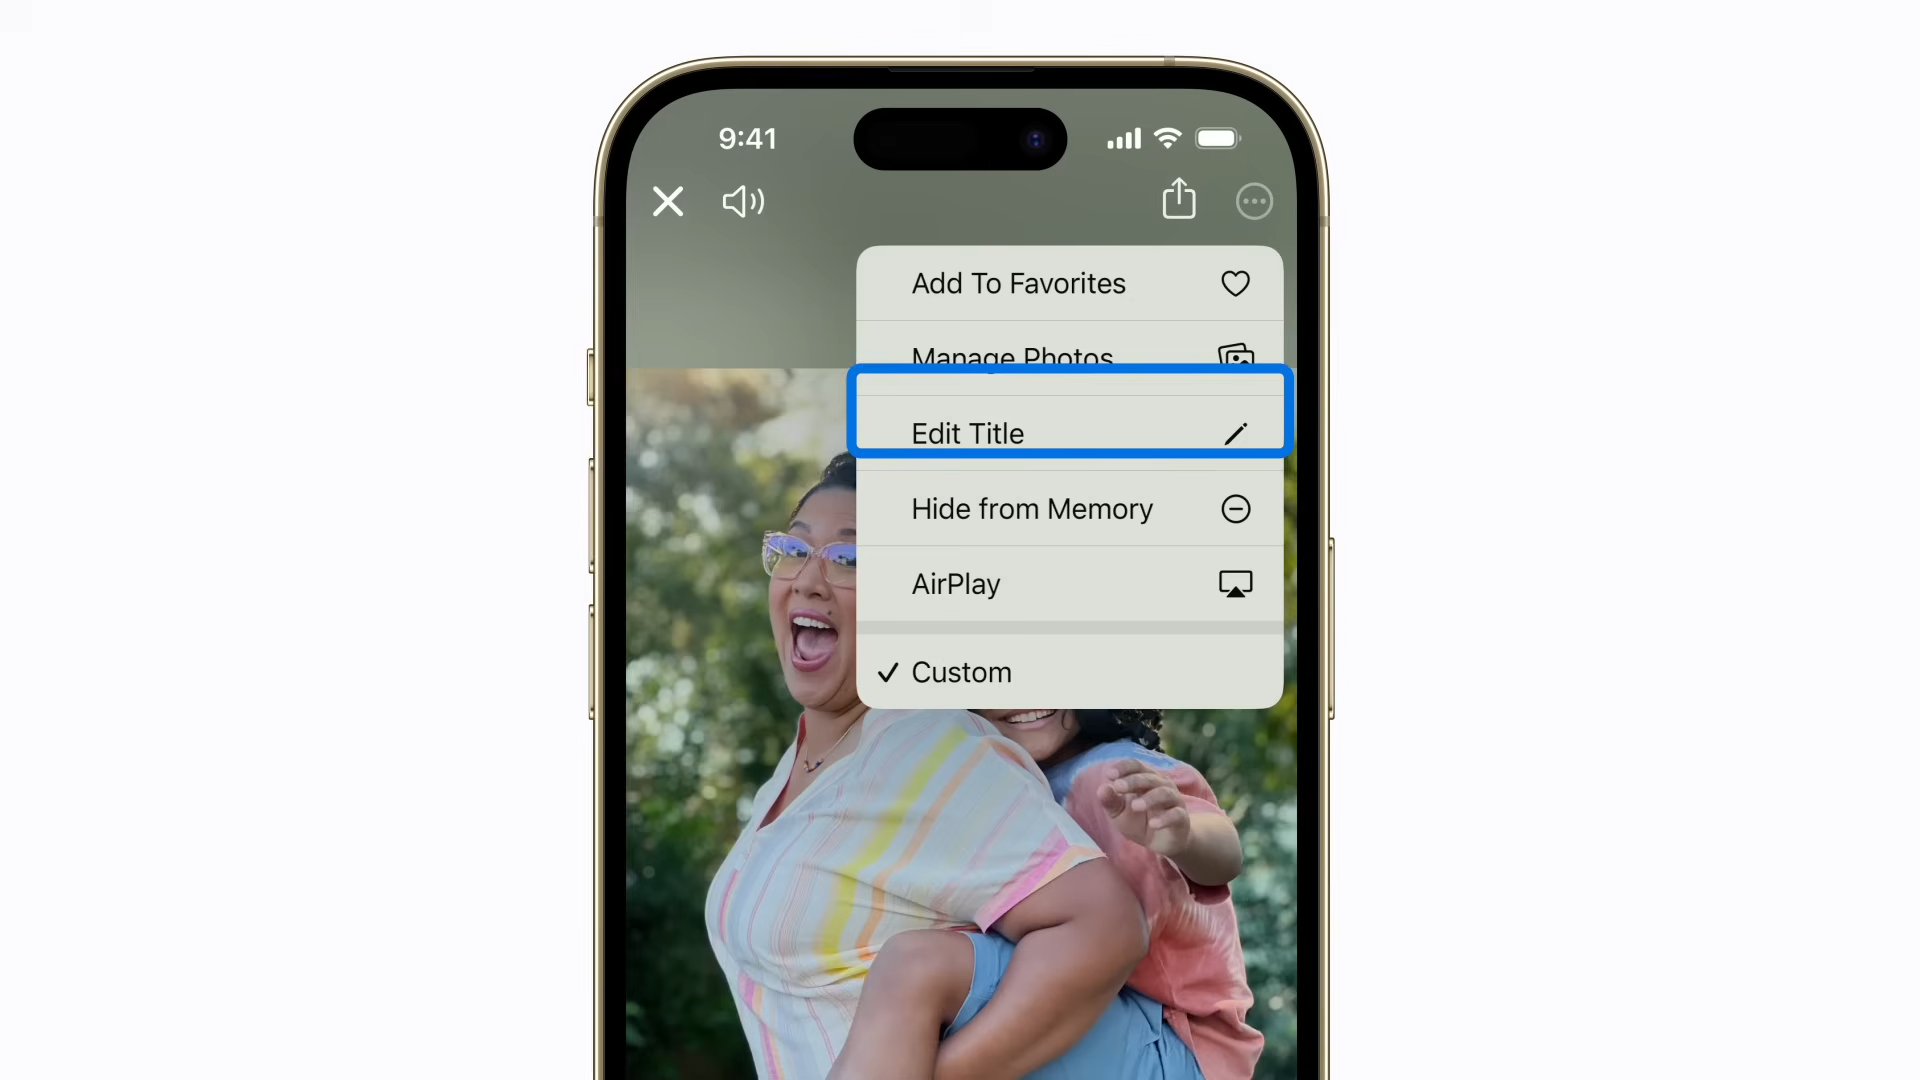 9:41
Add To Favorites
Manage Photos
Edit Title
Hide from Memory
AirPlay
Custom